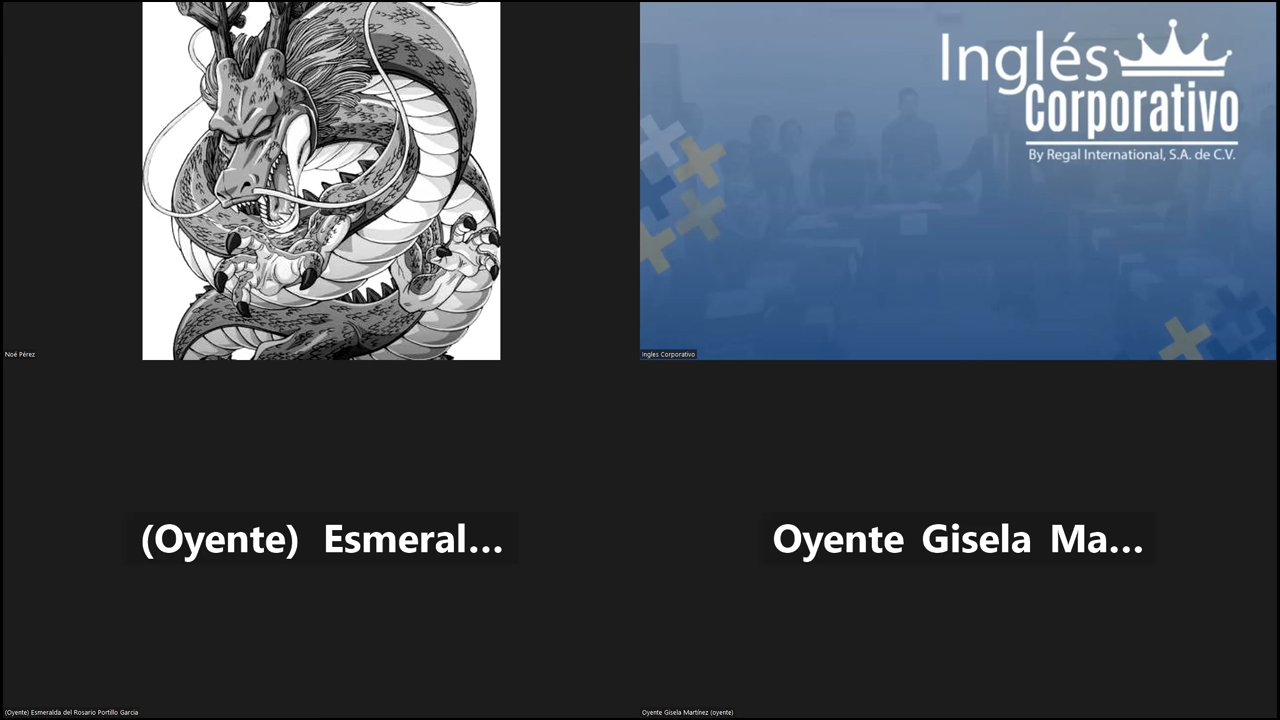 Inglés
Corporativo
By Regal International, S.A. de C.V.
Noé Pérez
Ingles Corporativo
(Oyente) Esmeral...
Oyente Gisela Ma...
(Oyente) Esmeralda del Rosario Portillo Garcia
Oyente Gisela Martínez (oyente)